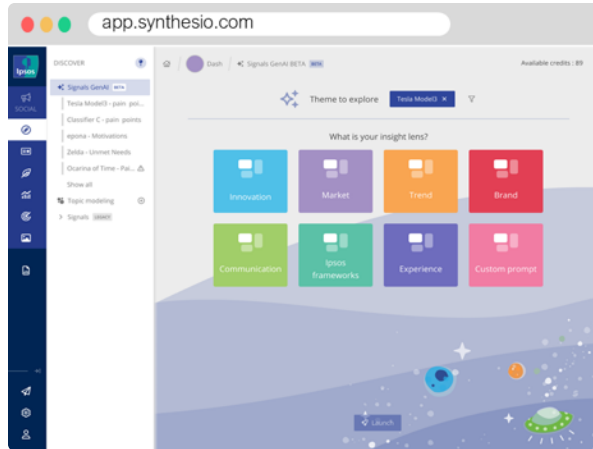 app.synthesio.com
Ipsos
SOCIAL
DISCOVER
Signals GenAI BETA
Tesla Model3 - pain poi...
Classifier C - pain points
epona - Motivations
Zelda - Unmet Needs
Ocarina of Time - Pai...
Show all
Topic modeling
Signals LEGACY
Dash
Signals GenAI BETA BETA
Available credits : 89
Theme to explore
Tesla Model3 ×
What is your insight lens?
Innovation
Market
Trend
Brand
Communication
Ipsos
frameworks
Experience
Custom prompt
Launch